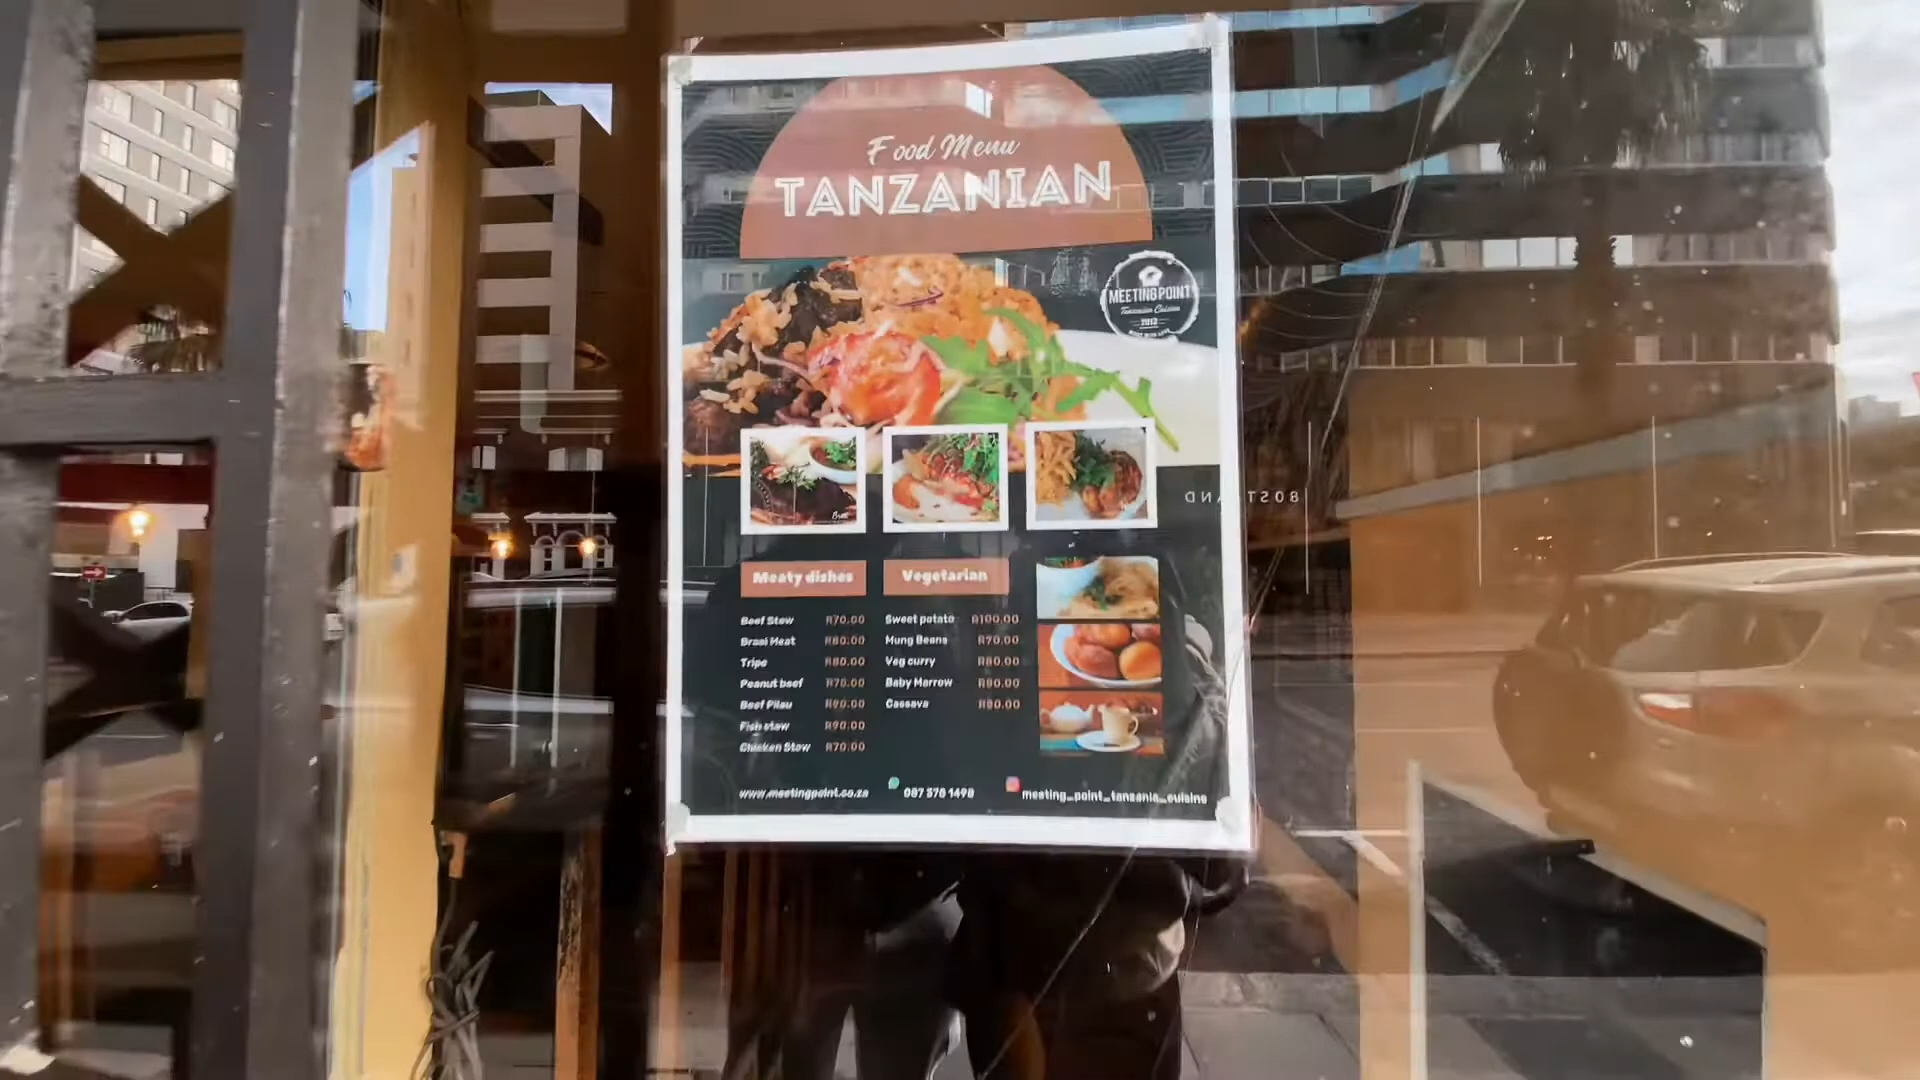 Food Menu
TANZANIAN
MEETING POINT
Tanzanian Cuisine
2012
Meaty dishes
Beef Stew R70.00
Braai Meat R80.00
Tripe R80.00
Peanut beef R70.00
Beef Pilau R90.00
Fish stew R90.00
Chicken Stew R70.00
Vegetarian
Sweet potato R100.00
Mung Beans R70.00
Veg curry R80.00
Baby Marrow R90.00
Cassava R90.00
www.meetingpoint.co.za
087 378 1498
meeting_point_tanzania_cuisine